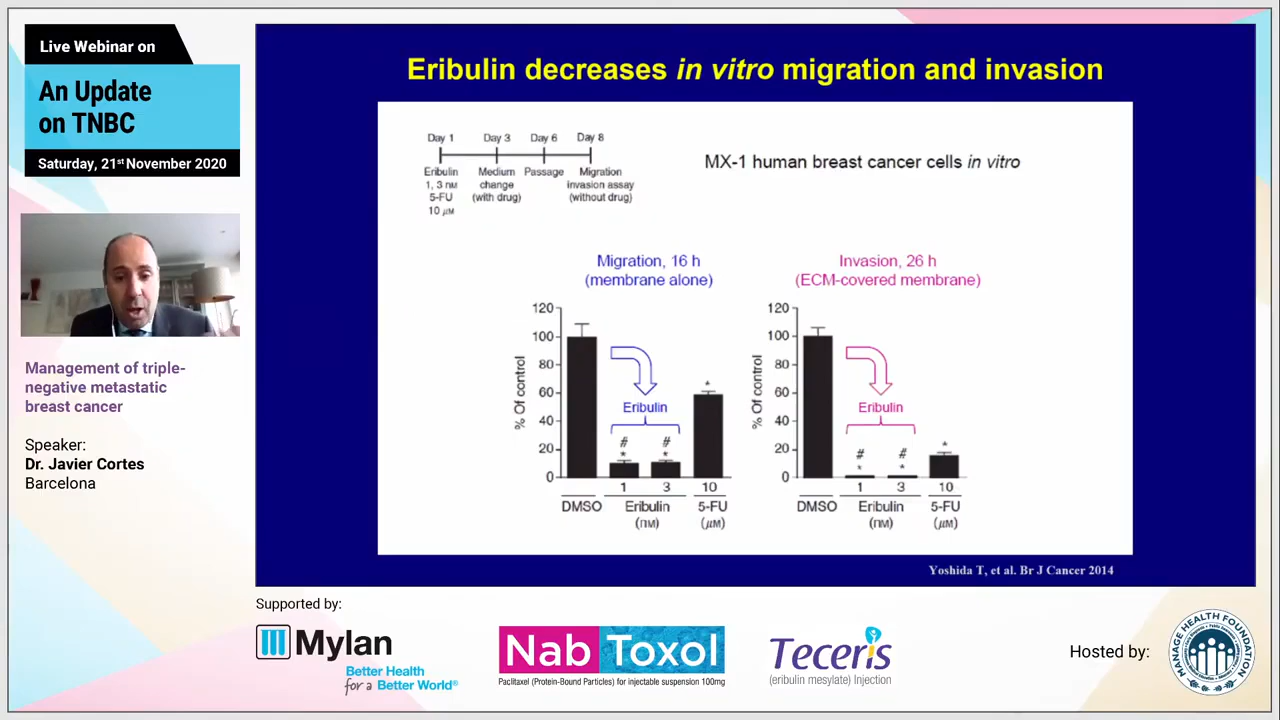 Live Webinar on
An Update
on TNBC
Saturday, 21st November 2020
Management of triple-
negative metastatic
breast cancer
Speaker:
Dr. Javier Cortes
Barcelona
Eribulin decreases in vitro migration and invasion
Day 1 Day 3 Day 6 Day 8
Eribulin Medium Passage Migration
1, 3 nM change invasion assay
5-FU (with drug) (without drug)
10 µM
MX-1 human breast cancer cells in vitro
Migration, 16 h
(membrane alone)
% Of control
120
100
80
60
40
20
0
Eribulin
# #
* * *
1 3 10
DMSO Eribulin 5-FU
(nM) (µM)
Invasion, 26 h
(ECM-covered membrane)
% Of control
120
100
80
60
40
20
0
Eribulin
# #
* * *
1 3 10
DMSO Eribulin 5-FU
(nM) (µM)
Yoshida T, et al. Br J Cancer 2014
Supported by:
Mylan
Better Health
for a Better World®
Nab Toxol
Paclitaxel (Protein-Bound Particles) for injectable suspension 100mg
Teceris
(eribulin mesylate) Injection
Hosted by:
MANAGE HEALTH FOUNDATION